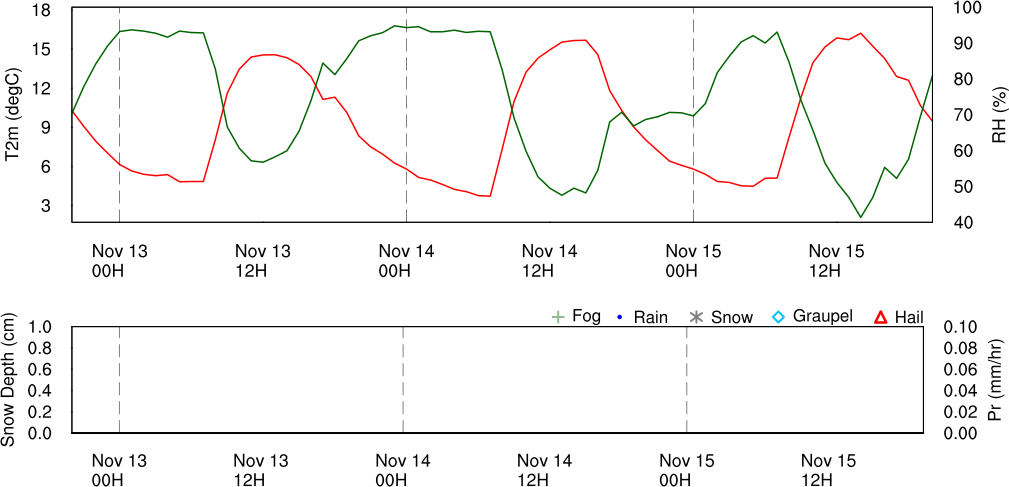 18
15
12
9
6
3
T2m (degC)
100
90
80
70
60
50
40
RH (%)
Nov 13 Nov 13 Nov 14 Nov 14 Nov 15 Nov 15
00H 12H 00H 12H 00H 12H
Fog Rain Snow Graupel Hail
1.0
0.8
0.6
0.4
0.2
0.0
Snow Depth (cm)
0.10
0.08
0.06
0.04
0.02
0.00
Pr (mm/hr)
Nov 13 Nov 13 Nov 14 Nov 14 Nov 15 Nov 15
00H 12H 00H 12H 00H 12H